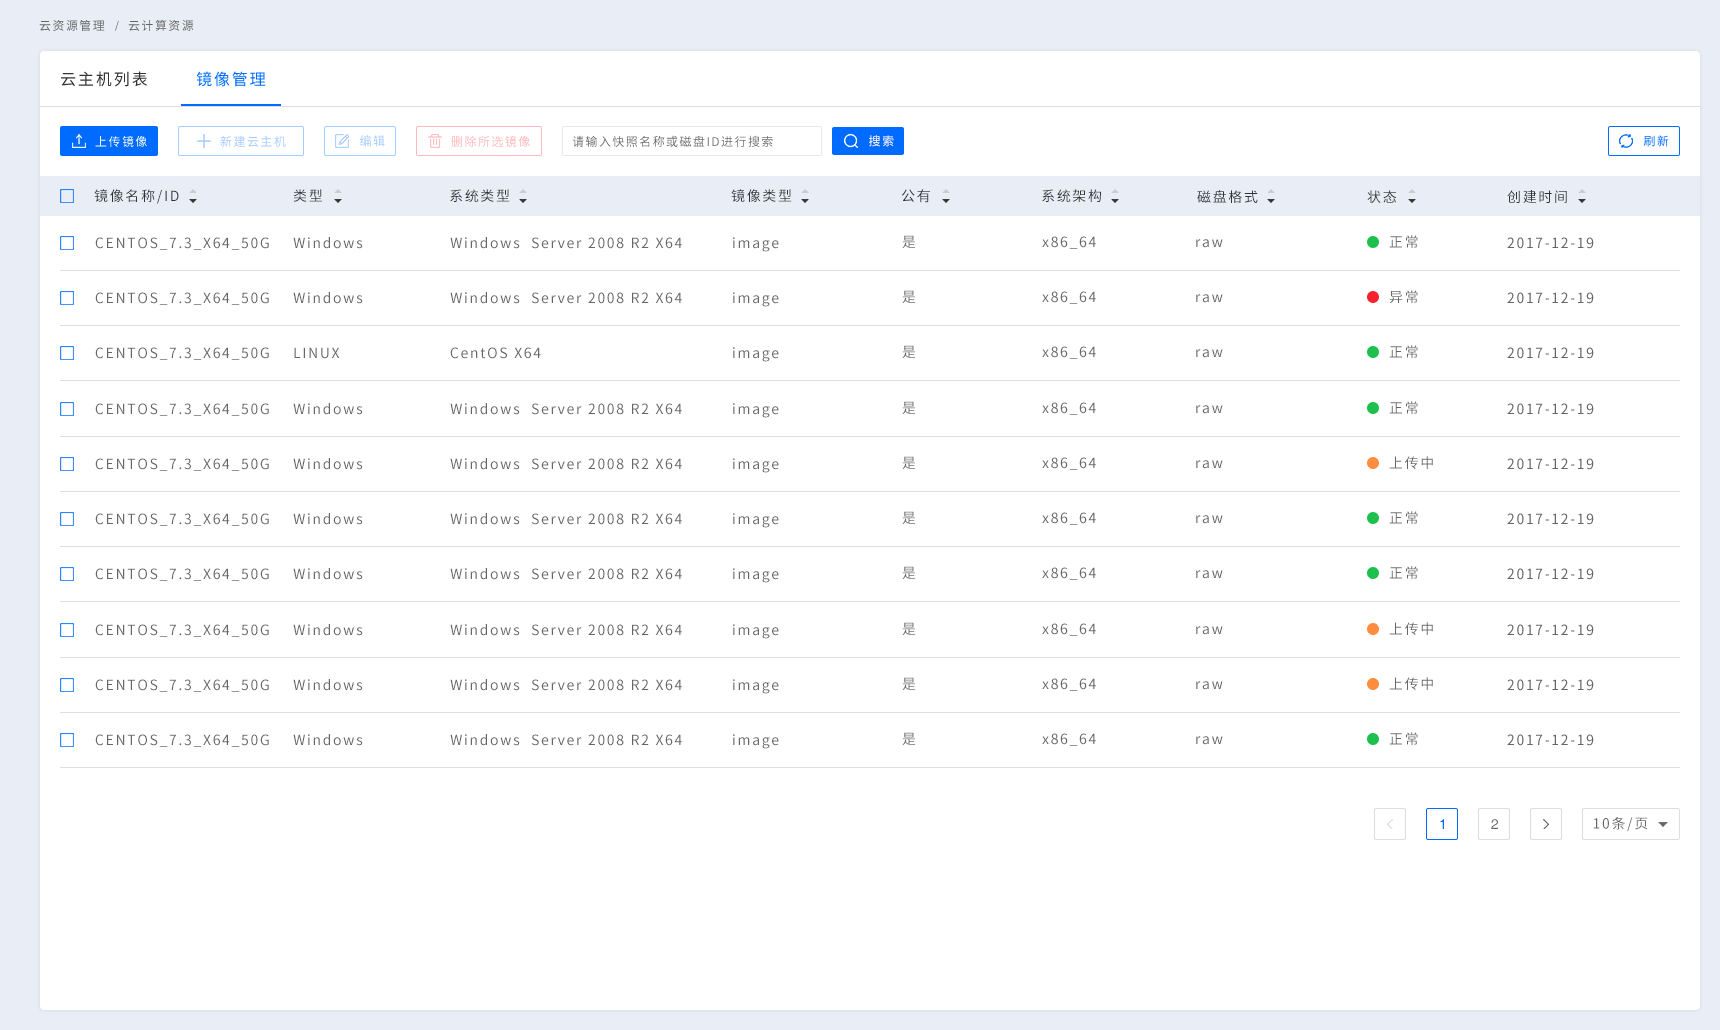 云资源管理 / 云计算资源
云主机列表 镜像管理
上传镜像 新建云主机 编辑 删除所选镜像 请输入快照名称或磁盘ID进行搜索 搜索 刷新
镜像名称/ID 类型 系统类型 镜像类型 公有 系统架构 磁盘格式 状态 创建时间
CENTOS_7.3_X64_50G Windows Windows Server 2008 R2 X64 image 是 x86_64 raw 正常 2017-12-19
CENTOS_7.3_X64_50G Windows Windows Server 2008 R2 X64 image 是 x86_64 raw 异常 2017-12-19
CENTOS_7.3_X64_50G LINUX CentOS X64 image 是 x86_64 raw 正常 2017-12-19
CENTOS_7.3_X64_50G Windows Windows Server 2008 R2 X64 image 是 x86_64 raw 正常 2017-12-19
CENTOS_7.3_X64_50G Windows Windows Server 2008 R2 X64 image 是 x86_64 raw 上传中 2017-12-19
CENTOS_7.3_X64_50G Windows Windows Server 2008 R2 X64 image 是 x86_64 raw 正常 2017-12-19
CENTOS_7.3_X64_50G Windows Windows Server 2008 R2 X64 image 是 x86_64 raw 正常 2017-12-19
CENTOS_7.3_X64_50G Windows Windows Server 2008 R2 X64 image 是 x86_64 raw 上传中 2017-12-19
CENTOS_7.3_X64_50G Windows Windows Server 2008 R2 X64 image 是 x86_64 raw 上传中 2017-12-19
CENTOS_7.3_X64_50G Windows Windows Server 2008 R2 X64 image 是 x86_64 raw 正常 2017-12-19
1 2 10条/页